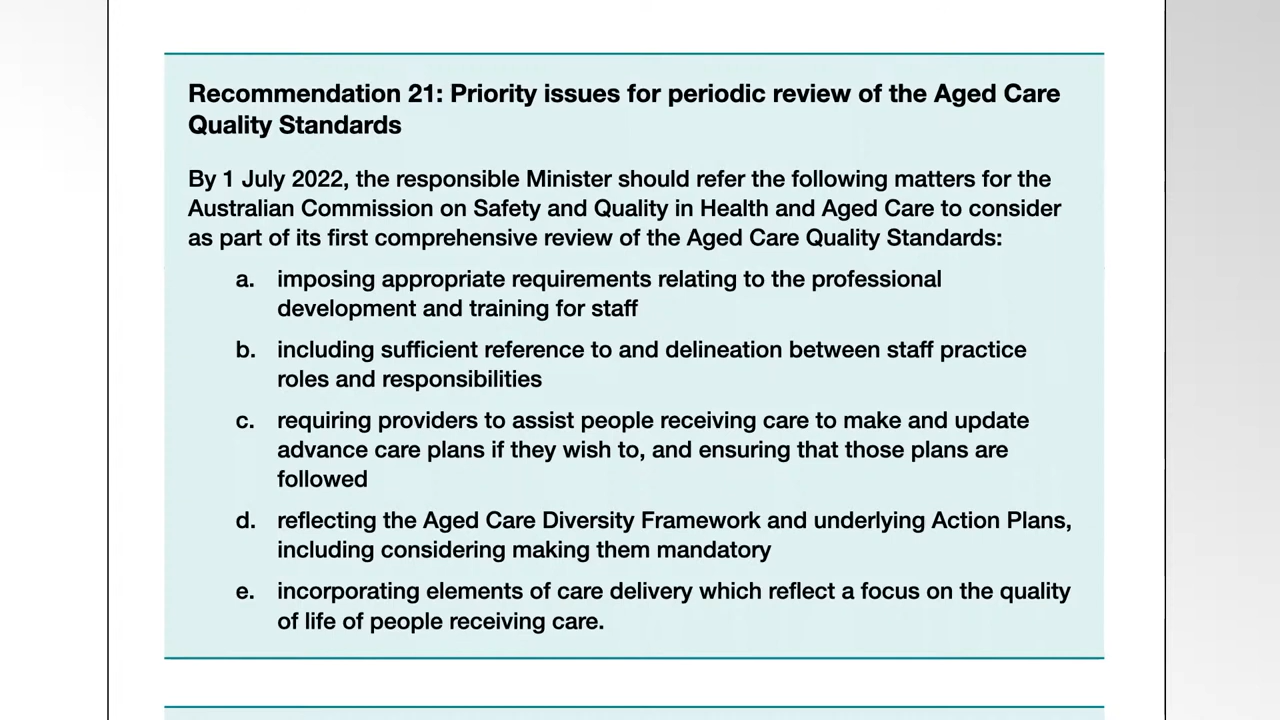 Recommendation 21: Priority issues for periodic review of the Aged Care
Quality Standards
By 1 July 2022, the responsible Minister should refer the following matters for the
Australian Commission on Safety and Quality in Health and Aged Care to consider
as part of its first comprehensive review of the Aged Care Quality Standards:
a. imposing appropriate requirements relating to the professional
development and training for staff
b. including sufficient reference to and delineation between staff practice
roles and responsibilities
c. requiring providers to assist people receiving care to make and update
advance care plans if they wish to, and ensuring that those plans are
followed
d. reflecting the Aged Care Diversity Framework and underlying Action Plans,
including considering making them mandatory
e. incorporating elements of care delivery which reflect a focus on the quality
of life of people receiving care.